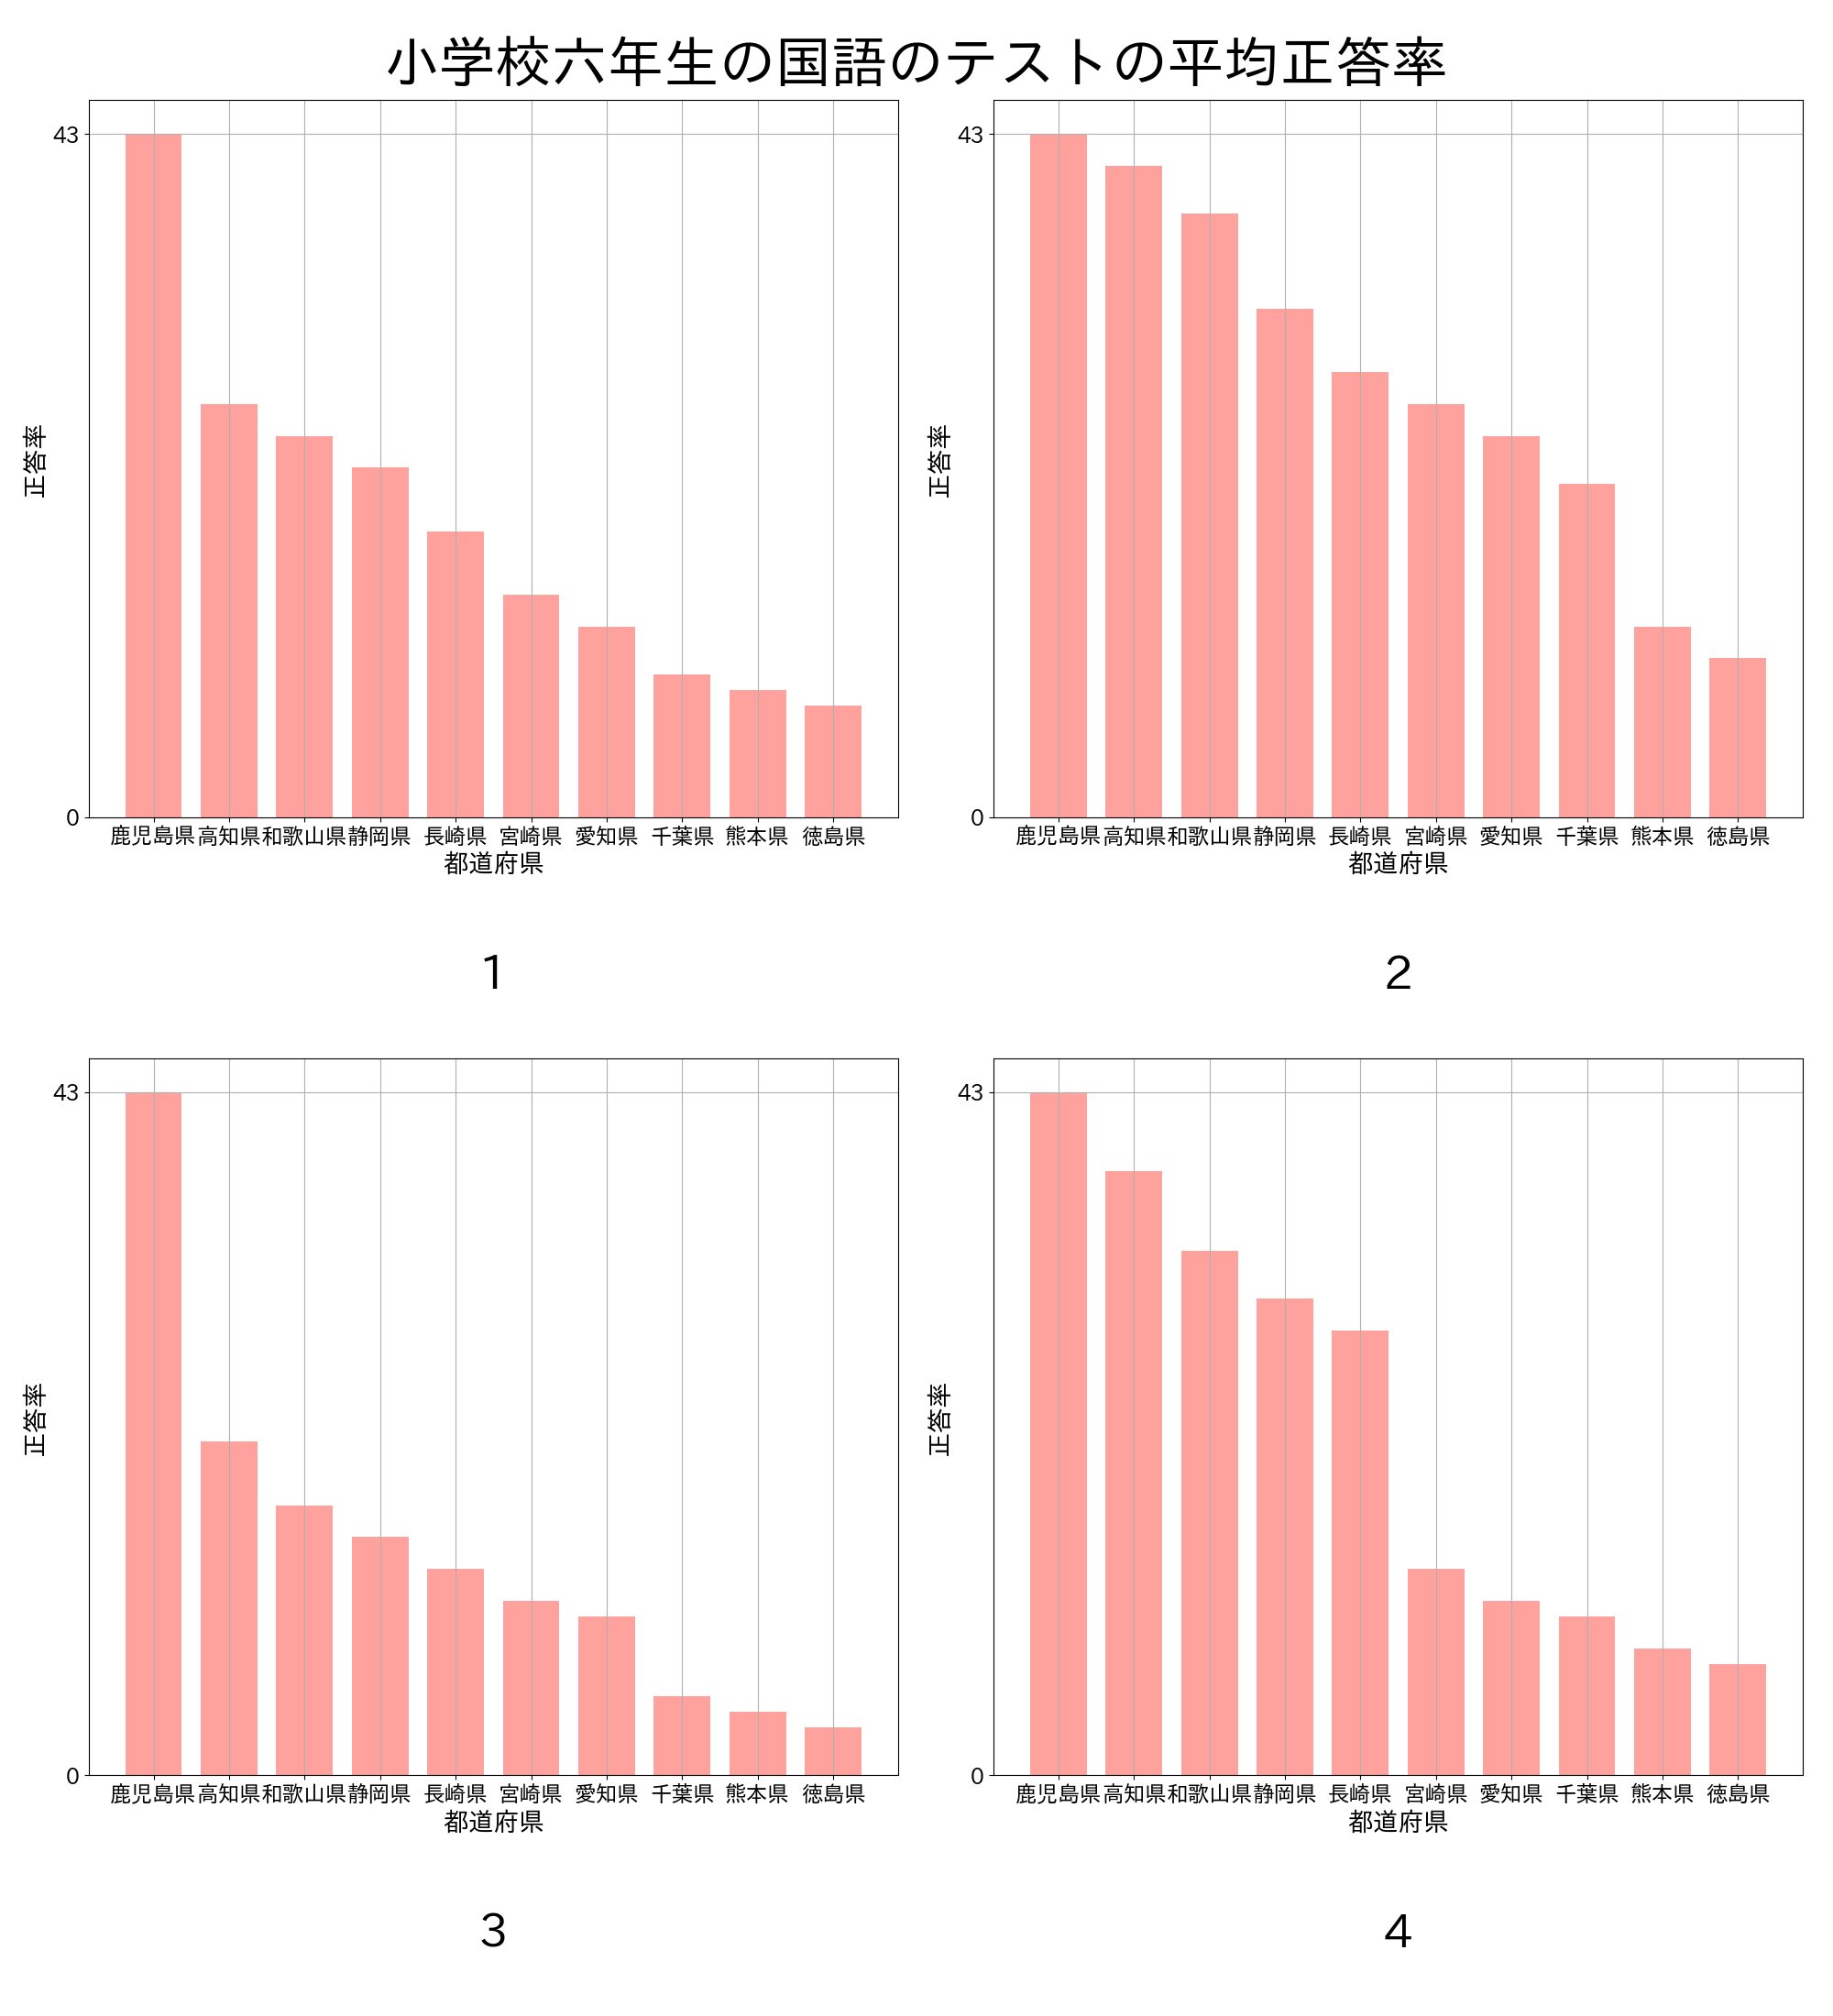 小学校六年生の国語のテストの平均正答率
43
0
正答率
鹿児島県 高知県 和歌山県 静岡県 長崎県 宮崎県 愛知県 千葉県 熊本県 徳島県
都道府県
1
43
0
正答率
鹿児島県 高知県 和歌山県 静岡県 長崎県 宮崎県 愛知県 千葉県 熊本県 徳島県
都道府県
2
43
0
正答率
鹿児島県 高知県 和歌山県 静岡県 長崎県 宮崎県 愛知県 千葉県 熊本県 徳島県
都道府県
3
43
0
正答率
鹿児島県 高知県 和歌山県 静岡県 長崎県 宮崎県 愛知県 千葉県 熊本県 徳島県
都道府県
4